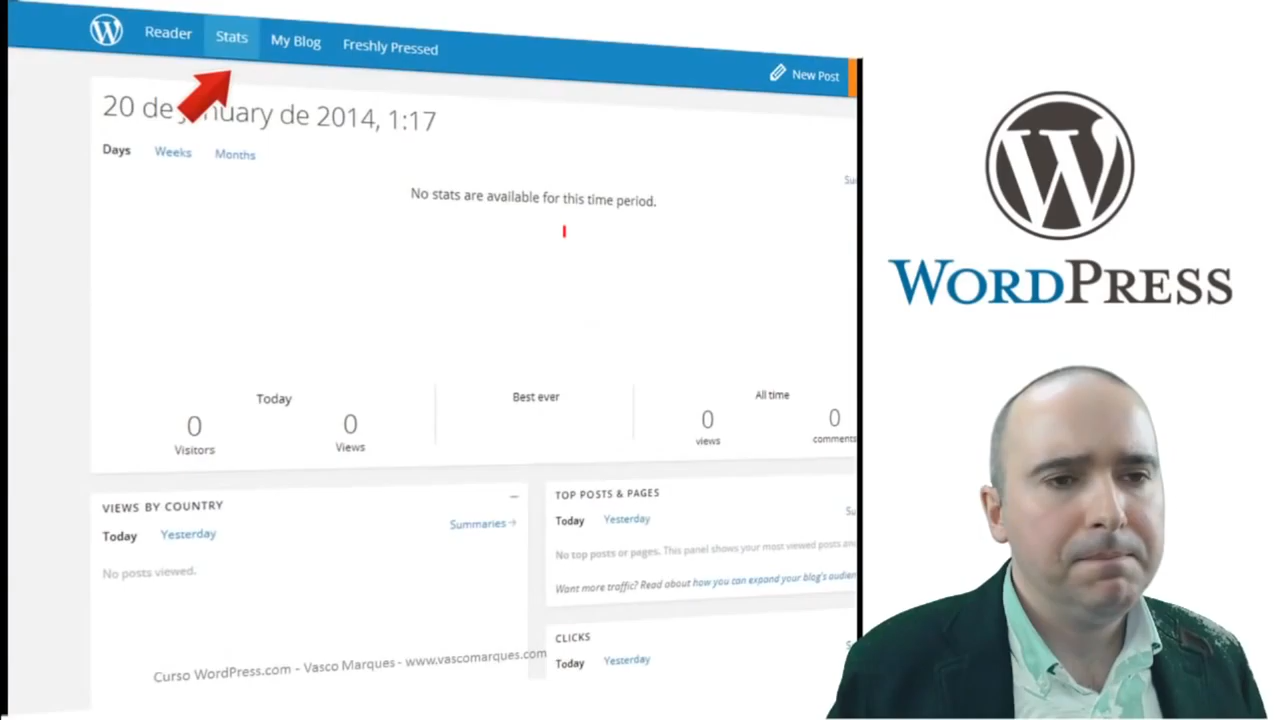 Reader Stats My Blog Freshly Pressed New Post
20 de january de 2014, 1:17
Days Weeks Months
No stats are available for this time period.
Today Best ever All time
0 0 0 0
Visitors Views views comments
VIEWS BY COUNTRY
Today Yesterday Summaries
No posts viewed.
TOP POSTS & PAGES
Today Yesterday
No top posts or pages. This panel shows your most viewed posts and
Want more traffic? Read about how you can expand your blog's audien
CLICKS
Today Yesterday
Curso WordPress.com - Vasco Marques - www.vascomarques.com
W
WORDPRESS